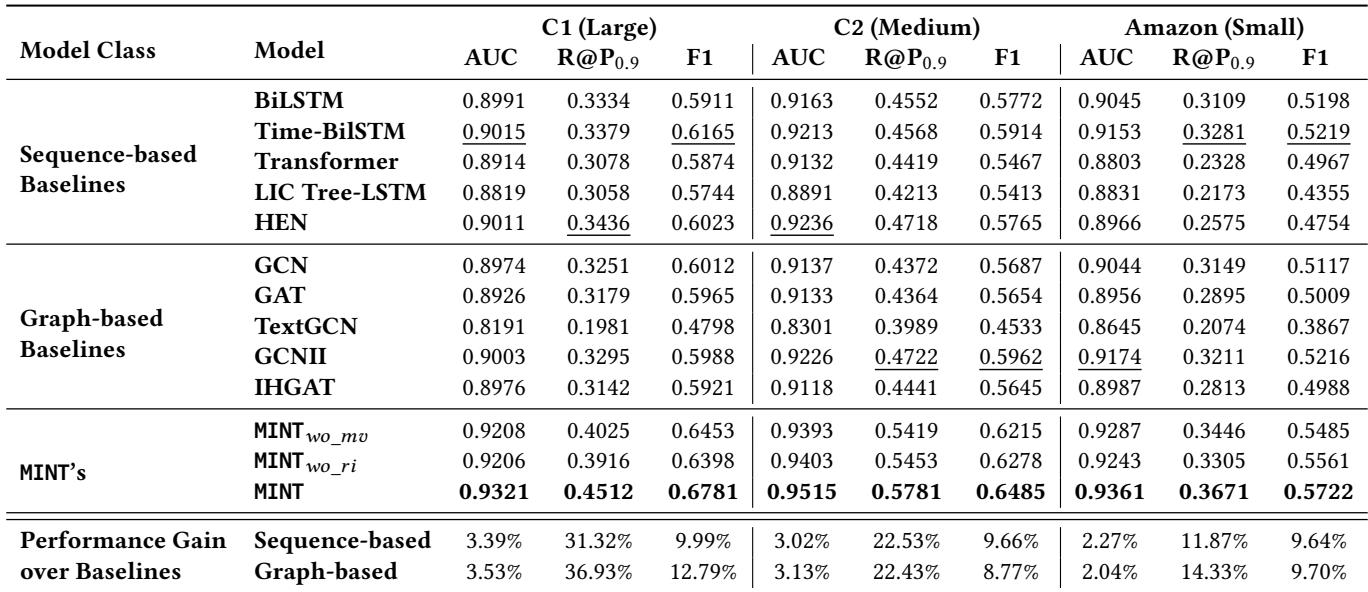 C1 (Large) C2 (Medium) Amazon (Small)
Model Class Model AUC R@P0.9 F1 AUC R@P0.9 F1 AUC R@P0.9 F1
BiLSTM 0.8991 0.3334 0.5911 0.9163 0.4552 0.5772 0.9045 0.3109 0.5198
Time-BilSTM 0.9015 0.3379 0.6165 0.9213 0.4568 0.5914 0.9153 0.3281 0.5219
Sequence-based Baselines Transformer 0.8914 0.3078 0.5874 0.9132 0.4419 0.5467 0.8803 0.2328 0.4967
LIC Tree-LSTM 0.8819 0.3058 0.5744 0.8891 0.4213 0.5413 0.8831 0.2173 0.4355
HEN 0.9011 0.3436 0.6023 0.9236 0.4718 0.5765 0.8966 0.2575 0.4754
GCN 0.8974 0.3251 0.6012 0.9137 0.4372 0.5687 0.9044 0.3149 0.5117
GAT 0.8926 0.3179 0.5965 0.9133 0.4364 0.5654 0.8956 0.2895 0.5009
Graph-based Baselines TextGCN 0.8191 0.1981 0.4798 0.8301 0.3989 0.4533 0.8645 0.2074 0.3867
GCNII 0.9003 0.3295 0.5988 0.9226 0.4722 0.5962 0.9174 0.3211 0.5216
IHGAT 0.8976 0.3142 0.5921 0.9118 0.4441 0.5645 0.8987 0.2813 0.4988
MINT wo_mv 0.9208 0.4025 0.6453 0.9393 0.5419 0.6215 0.9287 0.3446 0.5485
MINT's MINT wo_ri 0.9206 0.3916 0.6398 0.9403 0.5453 0.6278 0.9243 0.3305 0.5561
MINT 0.9321 0.4512 0.6781 0.9515 0.5781 0.6485 0.9361 0.3671 0.5722
Performance Gain Sequence-based 3.39% 31.32% 9.99% 3.02% 22.53% 9.66% 2.27% 11.87% 9.64%
over Baselines Graph-based 3.53% 36.93% 12.79% 3.13% 22.43% 8.77% 2.04% 14.33% 9.70%